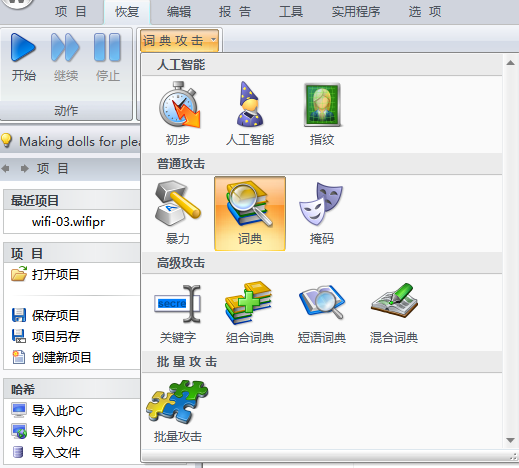 项 目 恢复 编辑 报 告 工具 实用程序 选 项
开始 继续 停止
动作
词 典 攻 击
人工智能
初步 人工智能 指纹
普通攻击
暴力 词典 掩码
高级攻击
secre
关键字 组合词典 短语词典 混合词典
批 量 攻 击
批量攻击
Making dolls for plea
项 目
最近项目
wifi-03.wifipr
项 目
打开项目
保存项目
项目另存
创建新项目
哈希
导入此PC
导入外PC
导入文件